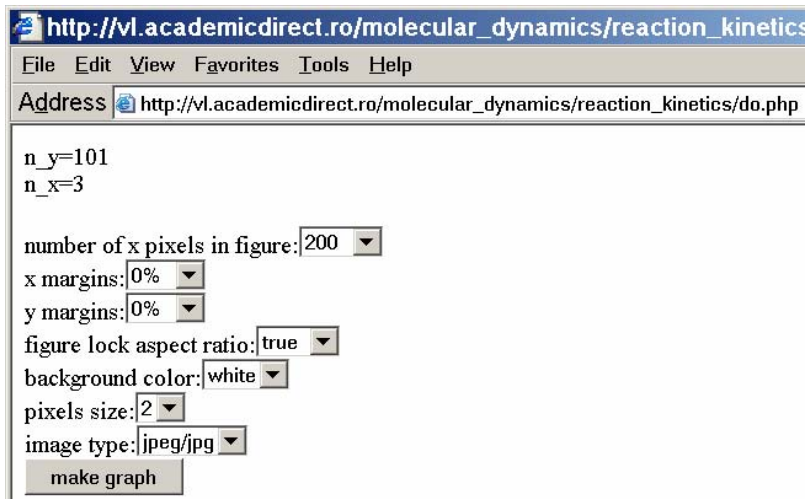 http://vl.academicdirect.ro/molecular_dynamics/reaction_kinetics
File Edit View Favorites Tools Help
Address http://vl.academicdirect.ro/molecular_dynamics/reaction_kinetics/do.php
n_y=101
n_x=3
number of x pixels in figure: 200
x margins: 0%
y margins: 0%
figure lock aspect ratio: true
background color: white
pixels size: 2
image type: jpeg/jpg
make graph